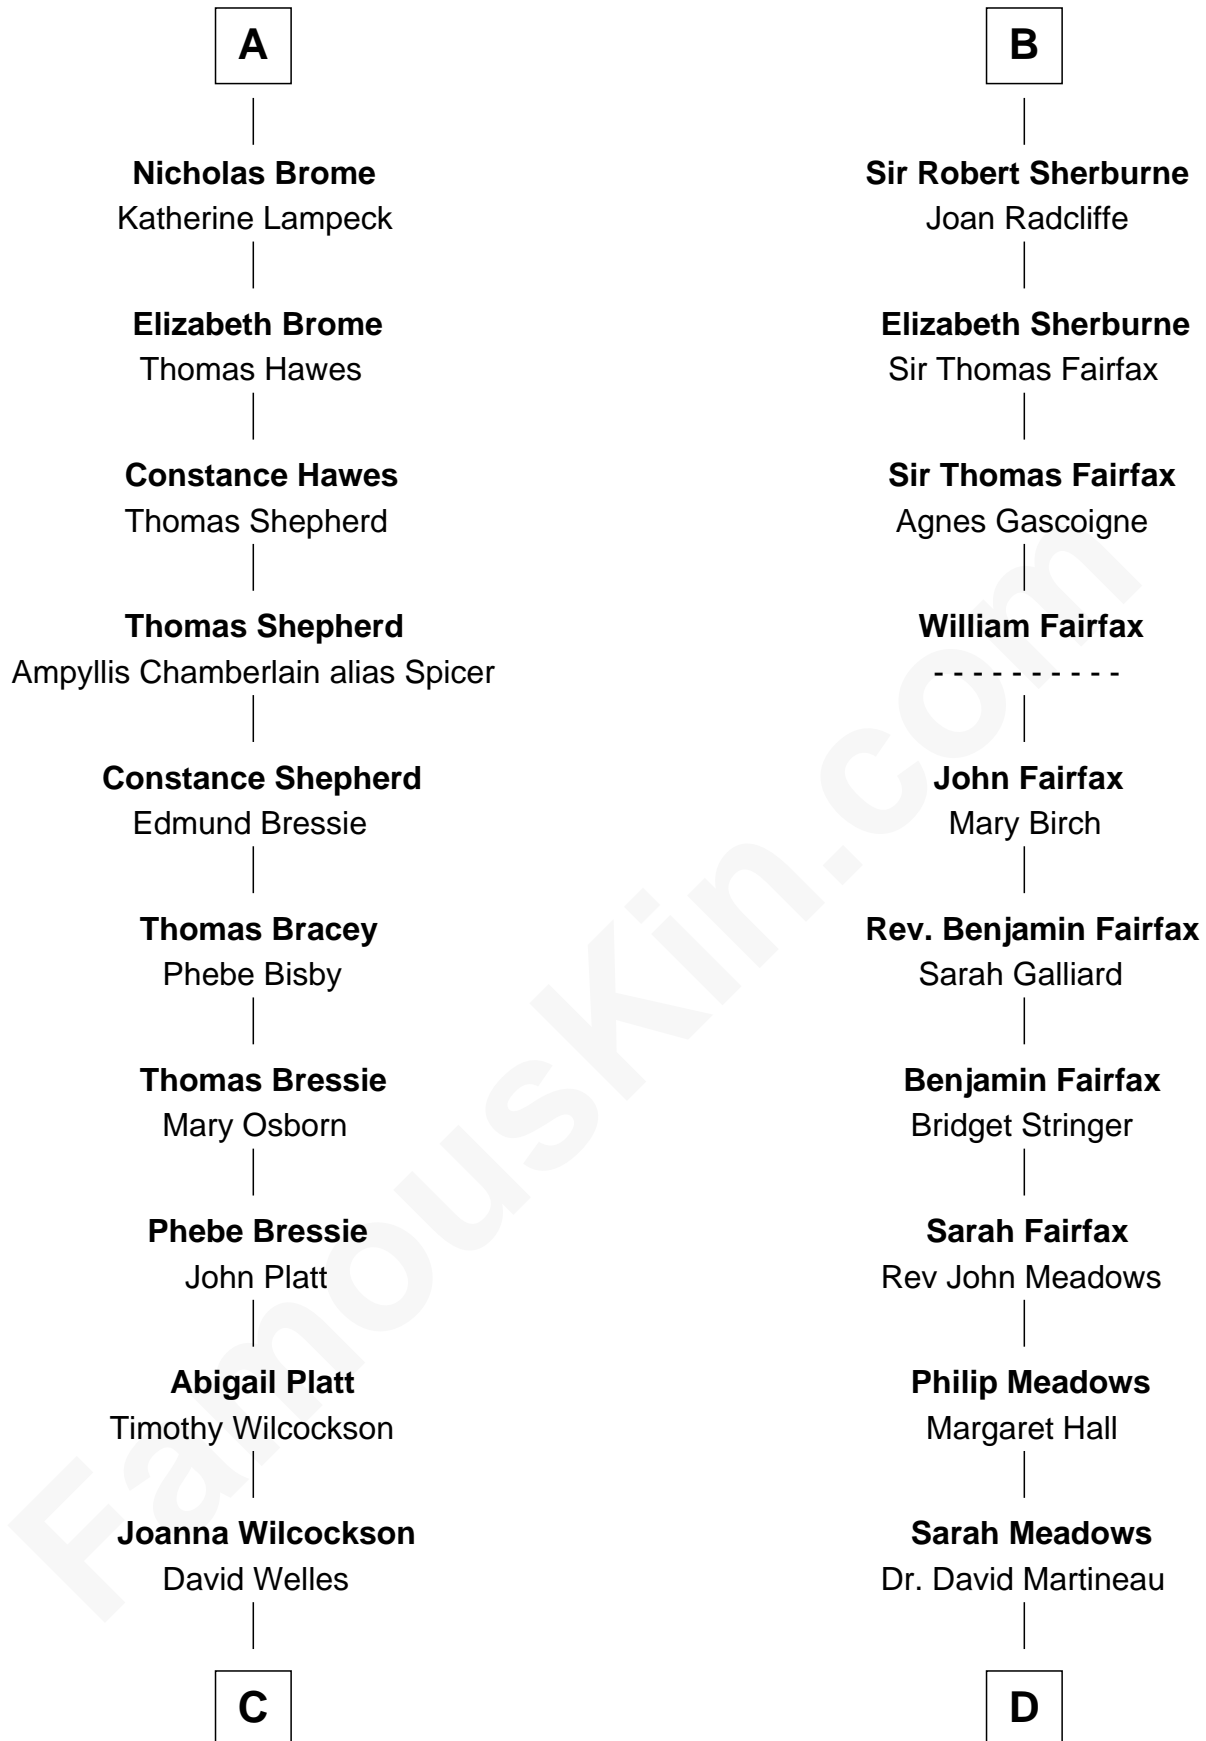 A
Nicholas Brome
Katherine Lampeck
Elizabeth Brome
Thomas Hawes
Constance Hawes
Thomas Shepherd
Thomas Shepherd
Ampyllis Chamberlain alias Spicer
Constance Shepherd
Edmund Bressie
Thomas Bracey
Phebe Bisby
Thomas Bressie
Mary Osborn
Phebe Bressie
John Platt
Abigail Platt
Timothy Wilcockson
Joanna Wilcockson
David Welles
C
B
Sir Robert Sherburne
Joan Radcliffe
Elizabeth Sherburne
Sir Thomas Fairfax
Sir Thomas Fairfax
Agnes Gascoigne
William Fairfax
- - - - - - - - - -
John Fairfax
Mary Birch
Rev. Benjamin Fairfax
Sarah Galliard
Benjamin Fairfax
Bridget Stringer
Sarah Fairfax
Rev John Meadows
Philip Meadows
Margaret Hall
Sarah Meadows
Dr. David Martineau
D
FamousKin.com